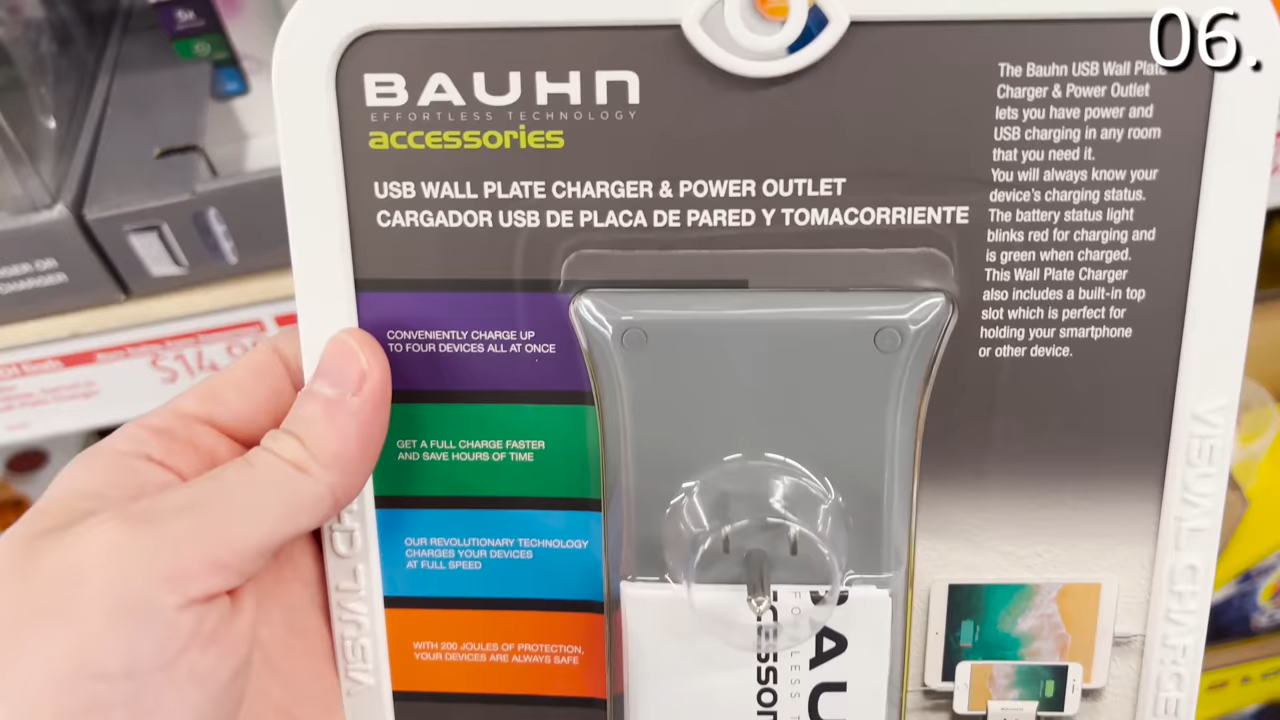 06.
BAUHN
EFFORTLESS TECHNOLOGY
accessories
USB WALL PLATE CHARGER & POWER OUTLET
CARGADOR USB DE PLACA DE PARED Y TOMACORRIENTE
CONVENIENTLY CHARGE UP
TO FOUR DEVICES ALL AT ONCE
GET A FULL CHARGE FASTER
AND SAVE HOURS OF TIME
OUR REVOLUTIONARY TECHNOLOGY
CHARGES YOUR DEVICES
AT FULL SPEED
WITH 200 JOULES OF PROTECTION,
YOUR DEVICES ARE ALWAYS SAFE
The Bauhn USB Wall Plate
Charger & Power Outlet
lets you have power and
USB charging in any room
that you need it.
You will always know your
device's charging status.
The battery status light
blinks red for charging and
is green when charged.
This Wall Plate Charger
also includes a built-in top
slot which is perfect for
holding your smartphone
or other device.
CHARGER